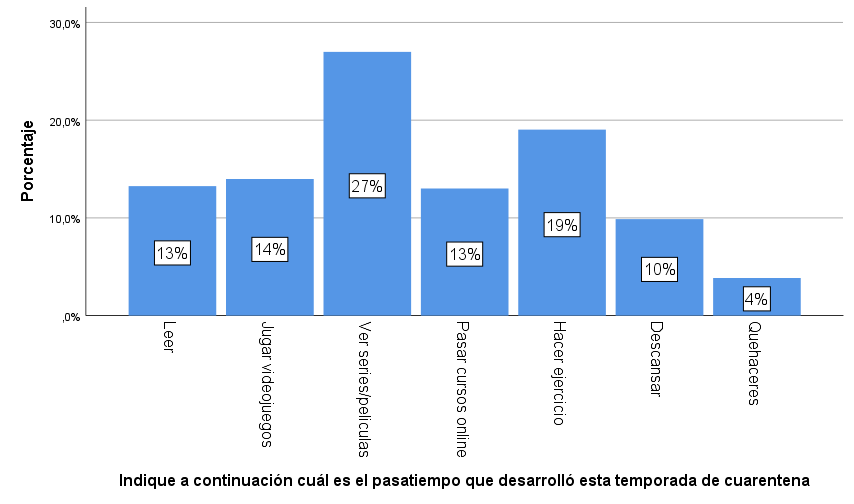 30,0%
20,0%
10,0%
,0%
Porcentaje
13%
14%
27%
13%
19%
10%
4%
Leer
Jugar videojuegos
Ver series/peliculas
Pasar cursos online
Hacer ejercicio
Descansar
Quehaceres
Indique a continuación cuál es el pasatiempo que desarrolló esta temporada de cuarentena